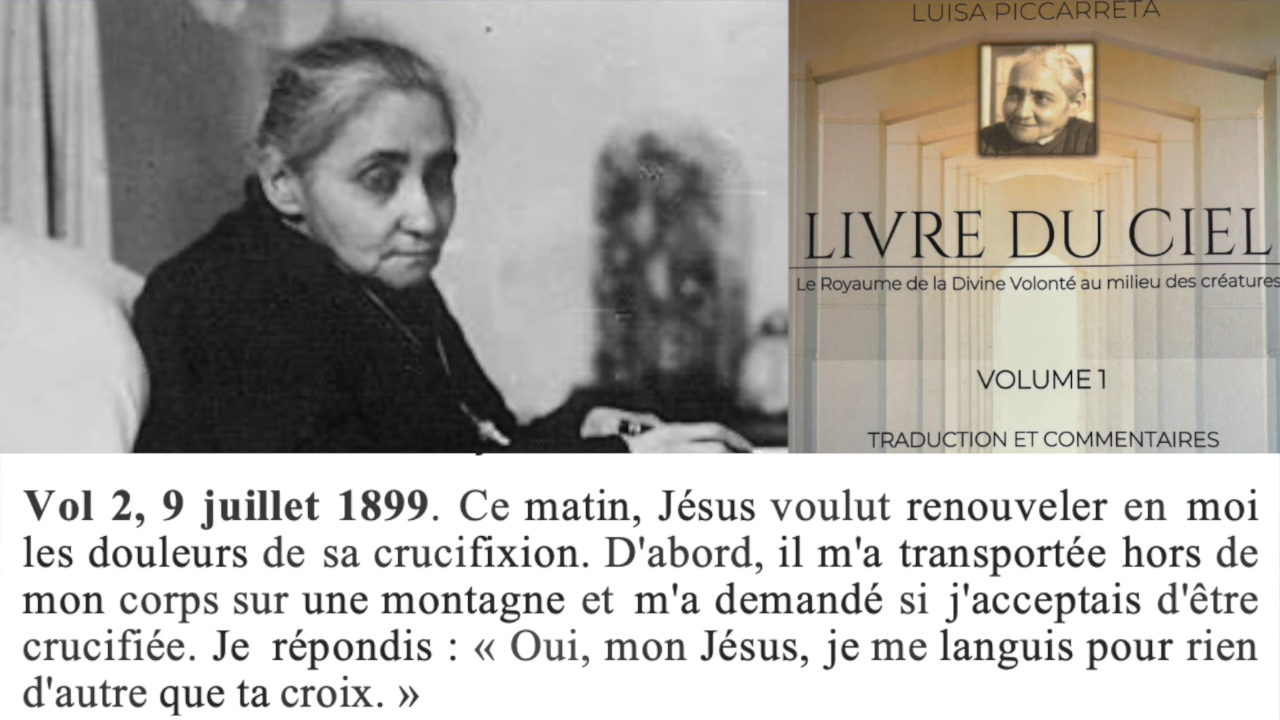 LUISA PICCARRETA
LIVRE DU CIEL
Le Royaume de la Divine Volonté au milieu des créatures
VOLUME 1
TRADUCTION ET COMMENTAIRES
Vol 2, 9 juillet 1899. Ce matin, Jésus voulut renouveler en moi
les douleurs de sa crucifixion. D'abord, il m'a transportée hors de
mon corps sur une montagne et m'a demandé si j'acceptais d'être
crucifiée. Je répondis : « Oui, mon Jésus, je me languis pour rien
d'autre que ta croix. »